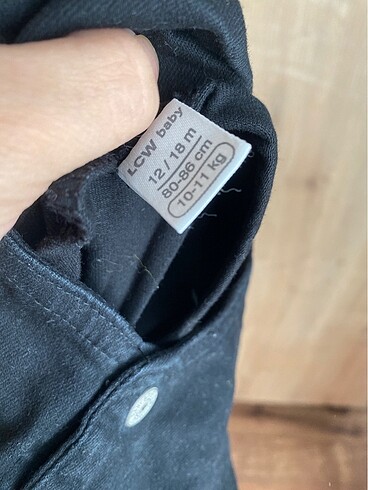 LCW baby
12 / 18 m
80-86 cm
10-11 kg